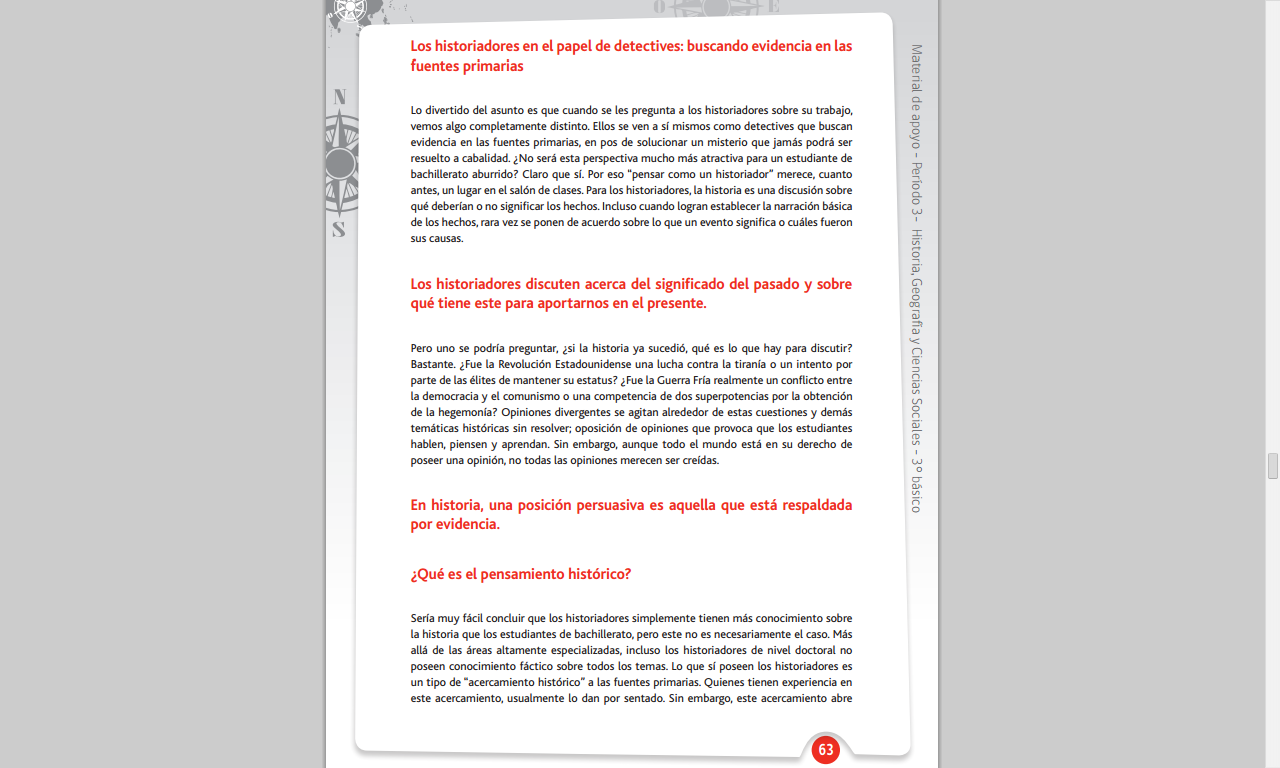 O E
N
S
Los historiadores en el papel de detectives: buscando evidencia en las
fuentes primarias
Lo divertido del asunto es que cuando se les pregunta a los historiadores sobre su trabajo,
vemos algo completamente distinto. Ellos se ven a sí mismos como detectives que buscan
evidencia en las fuentes primarias, en pos de solucionar un misterio que jamás podrá ser
resuelto a cabalidad. ¿No será esta perspectiva mucho más atractiva para un estudiante de
bachillerato aburrido? Claro que sí. Por eso “pensar como un historiador” merece, cuanto
antes, un lugar en el salón de clases. Para los historiadores, la historia es una discusión sobre
qué deberían o no significar los hechos. Incluso cuando logran establecer la narración básica
de los hechos, rara vez se ponen de acuerdo sobre lo que un evento significa o cuáles fueron
sus causas.
Los historiadores discuten acerca del significado del pasado y sobre
qué tiene este para aportarnos en el presente.
Pero uno se podría preguntar, ¿si la historia ya sucedió, qué es lo que hay para discutir?
Bastante. ¿Fue la Revolución Estadounidense una lucha contra la tiranía o un intento por
parte de las élites de mantener su estatus? ¿Fue la Guerra Fría realmente un conflicto entre
la democracia y el comunismo o una competencia de dos superpotencias por la obtención
de la hegemonía? Opiniones divergentes se agitan alrededor de estas cuestiones y demás
temáticas históricas sin resolver; oposición de opiniones que provoca que los estudiantes
hablen, piensen y aprendan. Sin embargo, aunque todo el mundo está en su derecho de
poseer una opinión, no todas las opiniones merecen ser creídas.
En historia, una posición persuasiva es aquella que está respaldada
por evidencia.
¿Qué es el pensamiento histórico?
Sería muy fácil concluir que los historiadores simplemente tienen más conocimiento sobre
la historia que los estudiantes de bachillerato, pero este no es necesariamente el caso. Más
allá de las áreas altamente especializadas, incluso los historiadores de nivel doctoral no
poseen conocimiento fáctico sobre todos los temas. Lo que sí poseen los historiadores es
un tipo de “acercamiento histórico” a las fuentes primarias. Quienes tienen experiencia en
este acercamiento, usualmente lo dan por sentado. Sin embargo, este acercamiento abre
63
Material de apoyo - Período 3- Historia, Geografía y Ciencias Sociales - 3º básico